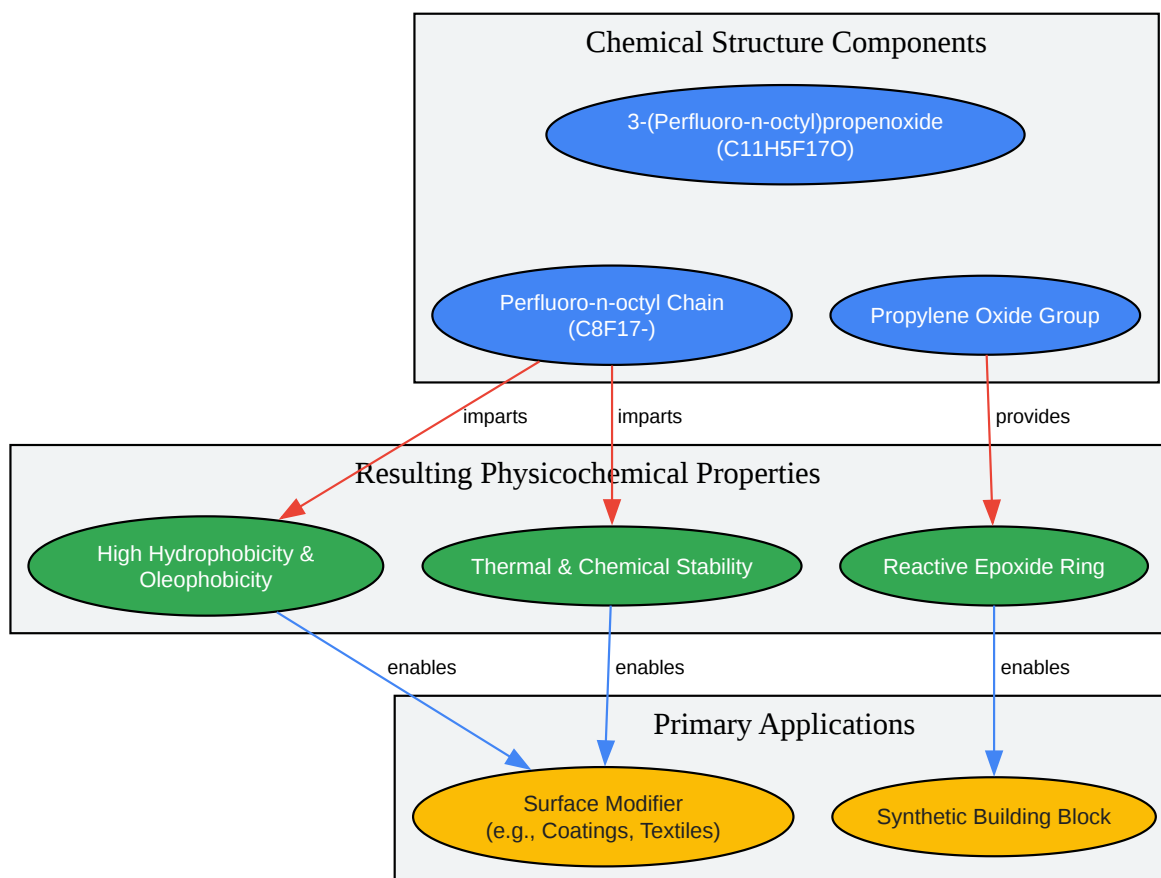 Chemical Structure Components
3-(Perfluoro-n-octyl)propenoxide
(C11H5F17O)
Perfluoro-n-octyl Chain
(C8F17-)
Propylene Oxide Group
imparts
imparts
provides
Resulting Physicochemical Properties
High Hydrophobicity &
Oleophobicity
Thermal & Chemical Stability
Reactive Epoxide Ring
enables
enables
enables
Primary Applications
Surface Modifier
(e.g., Coatings, Textiles)
Synthetic Building Block